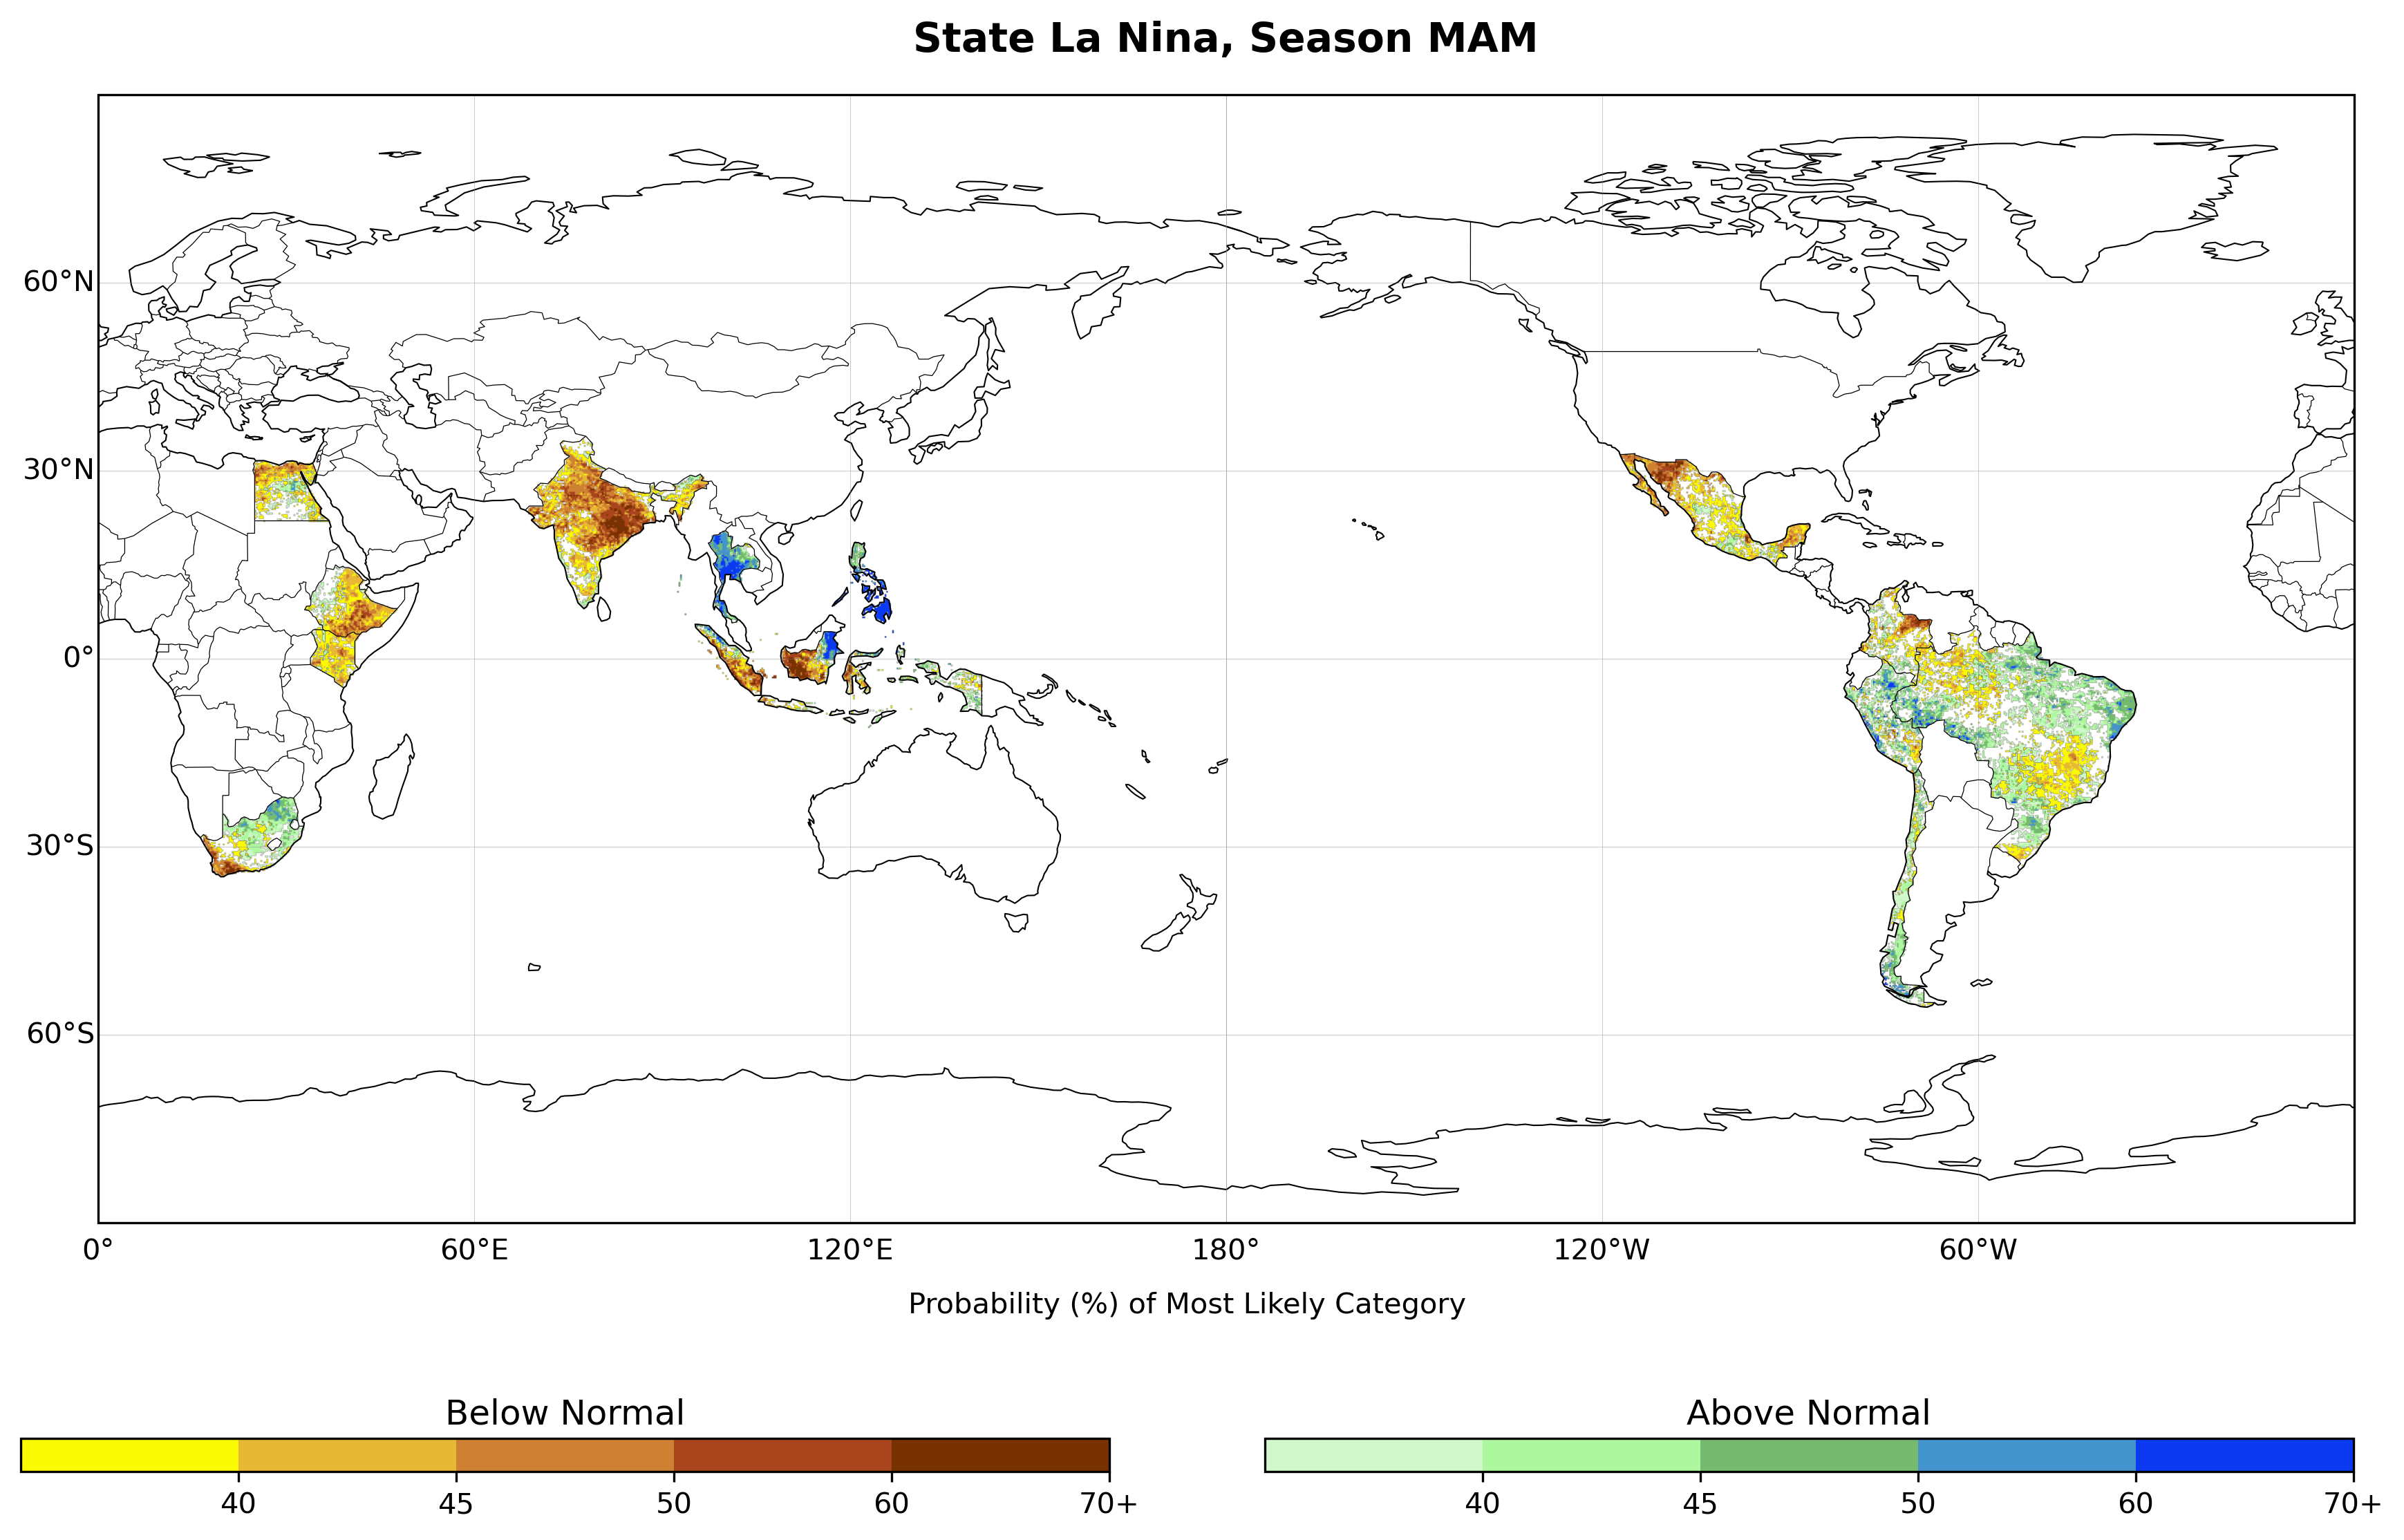 State La Nina, Season MAM
60°N
30°N
0°
30°S
60°S
0° 60°E 120°E 180° 120°W 60°W
Probability (%) of Most Likely Category
Below Normal
40 45 50 60 70+
Above Normal
40 45 50 60 70+